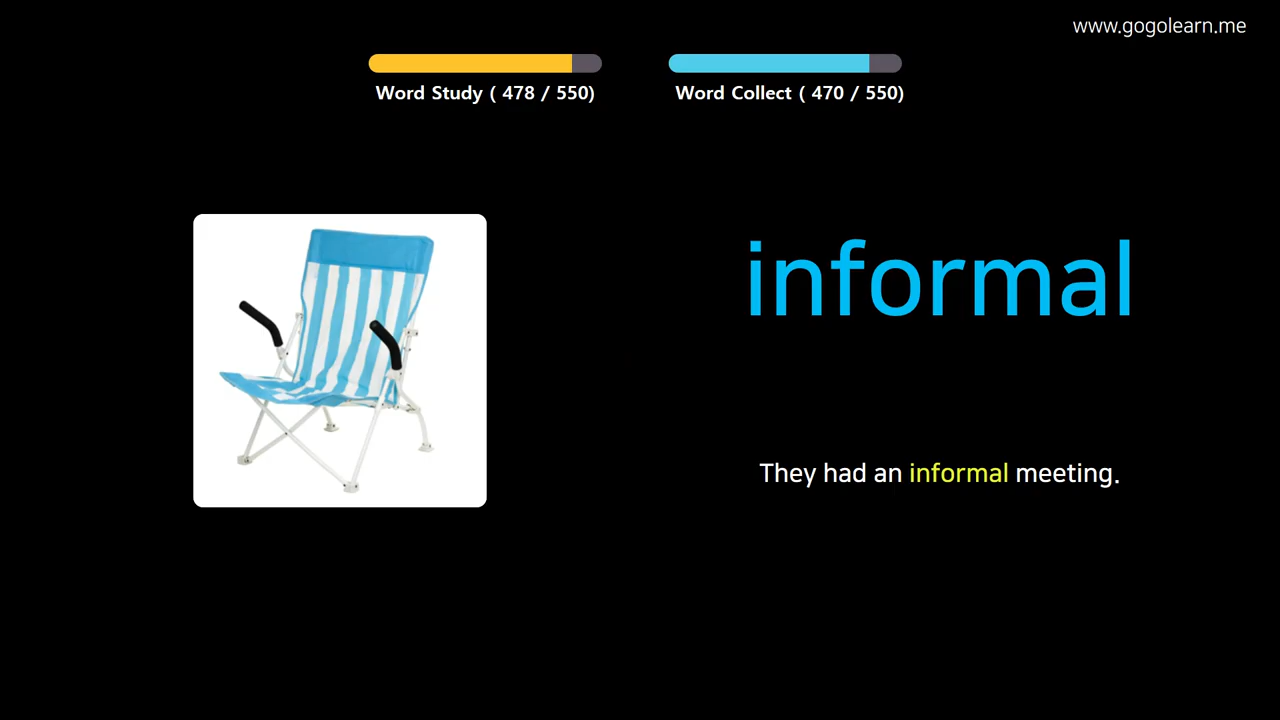 www.gogolearn.me
Word Study ( 478 / 550)
Word Collect ( 470 / 550)
informal
They had an informal meeting.